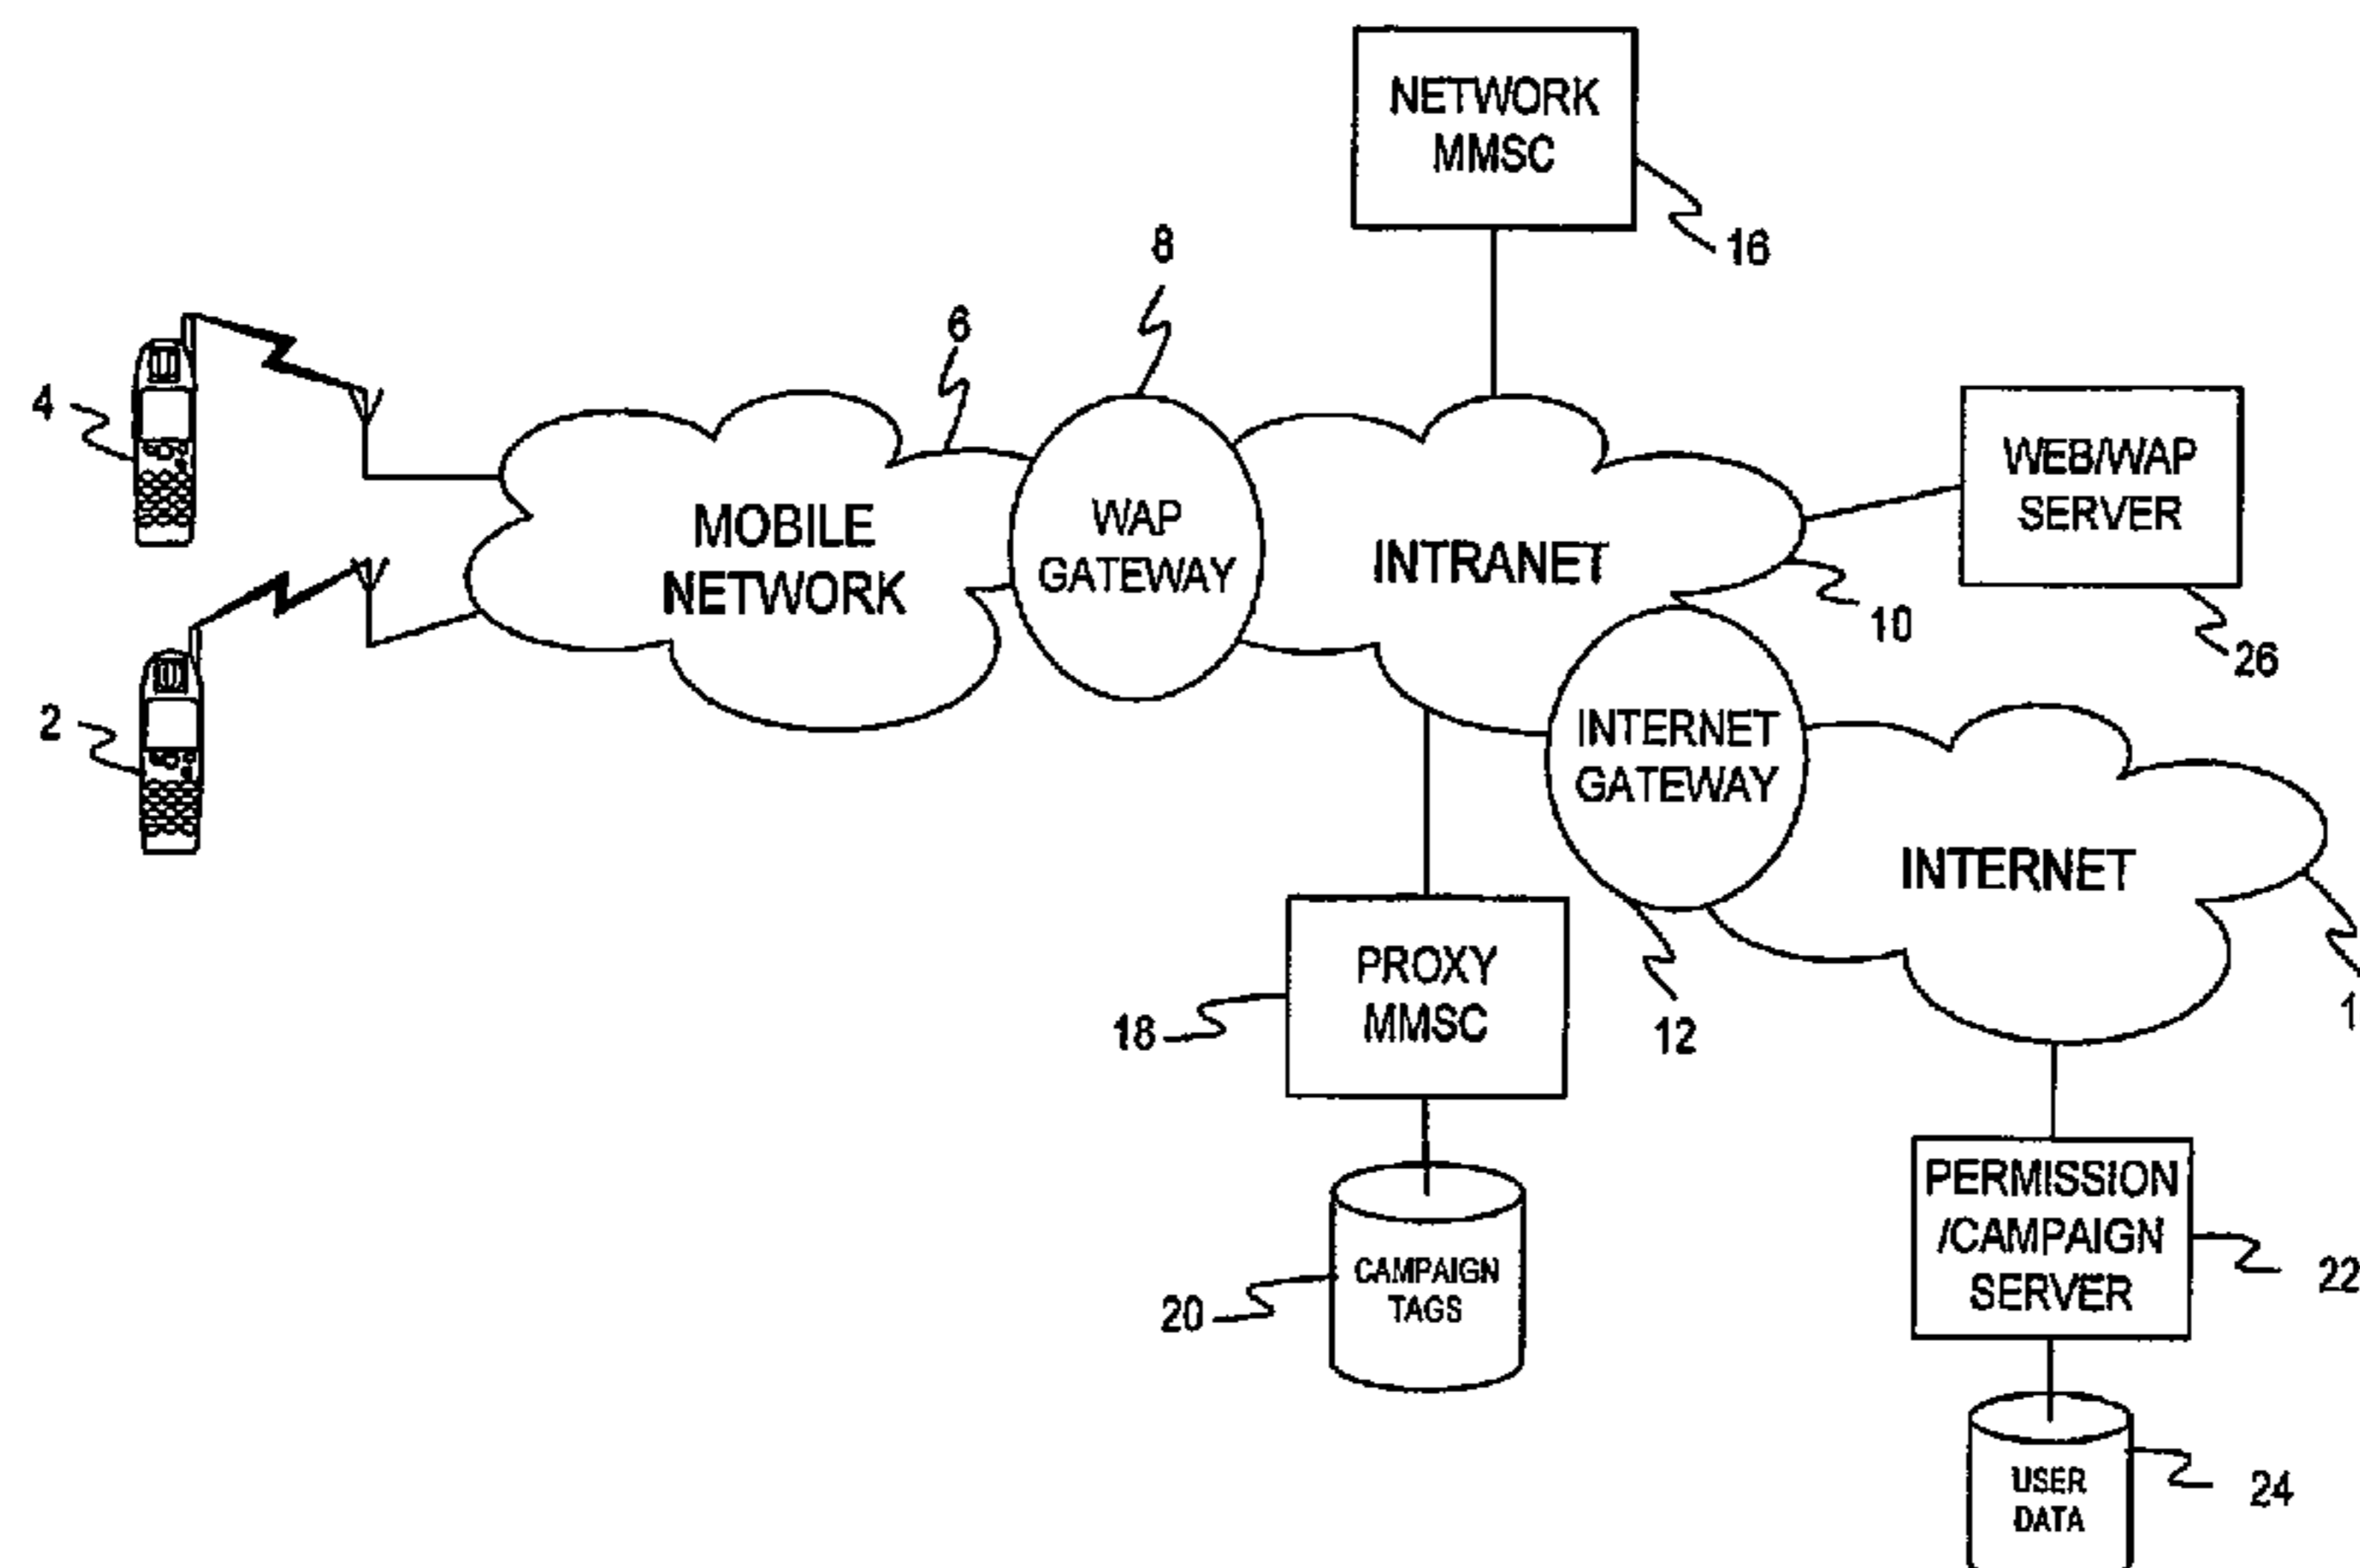 NETWORK
MMSC
16
8
6
4
MOBILE
NETWORK
WAP
GATEWAY
INTRANET
WEB/WAP
SERVER
10
26
2
INTERNET
GATEWAY
INTERNET
1
PROXY
MMSC
18
12
PERMISSION
/CAMPAIGN
SERVER
22
CAMPAIGN
TAGS
20
USER
DATA
24